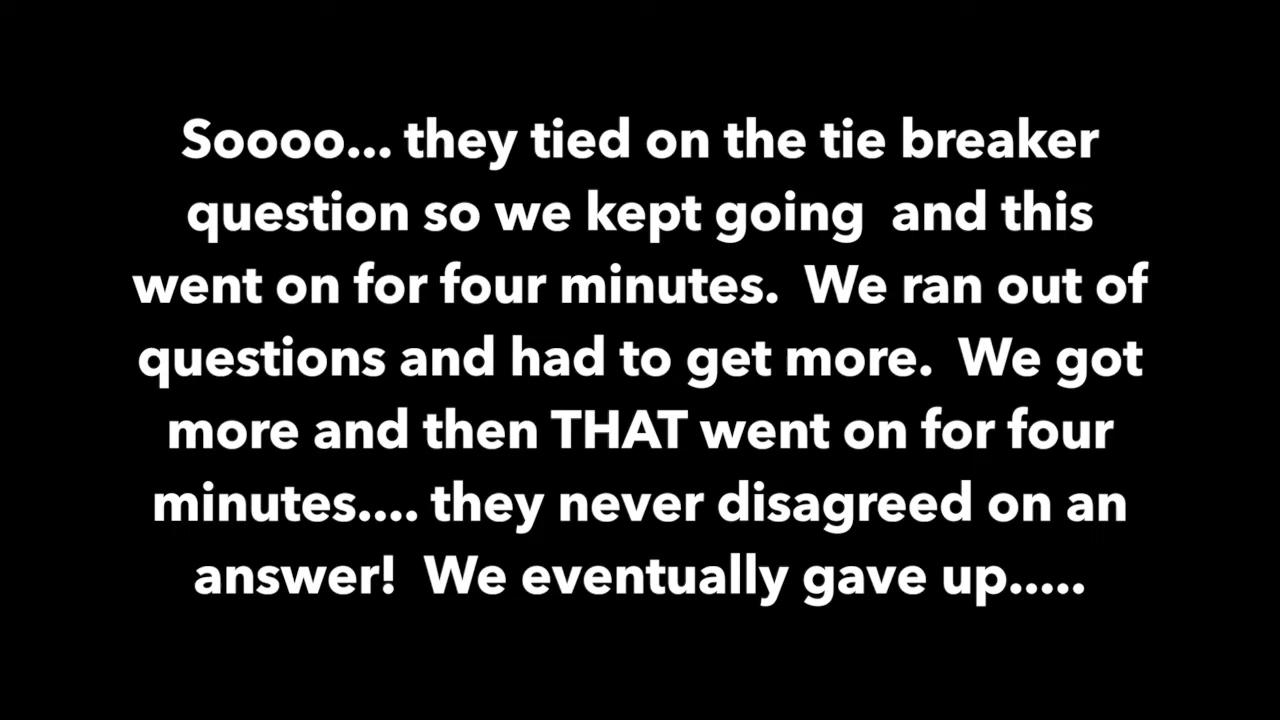 Soooo... they tied on the tie breaker
question so we kept going  and this
went on for four minutes.  We ran out of
questions and had to get more.  We got
more and then THAT went on for four
minutes.... they never disagreed on an
answer!  We eventually gave up.....